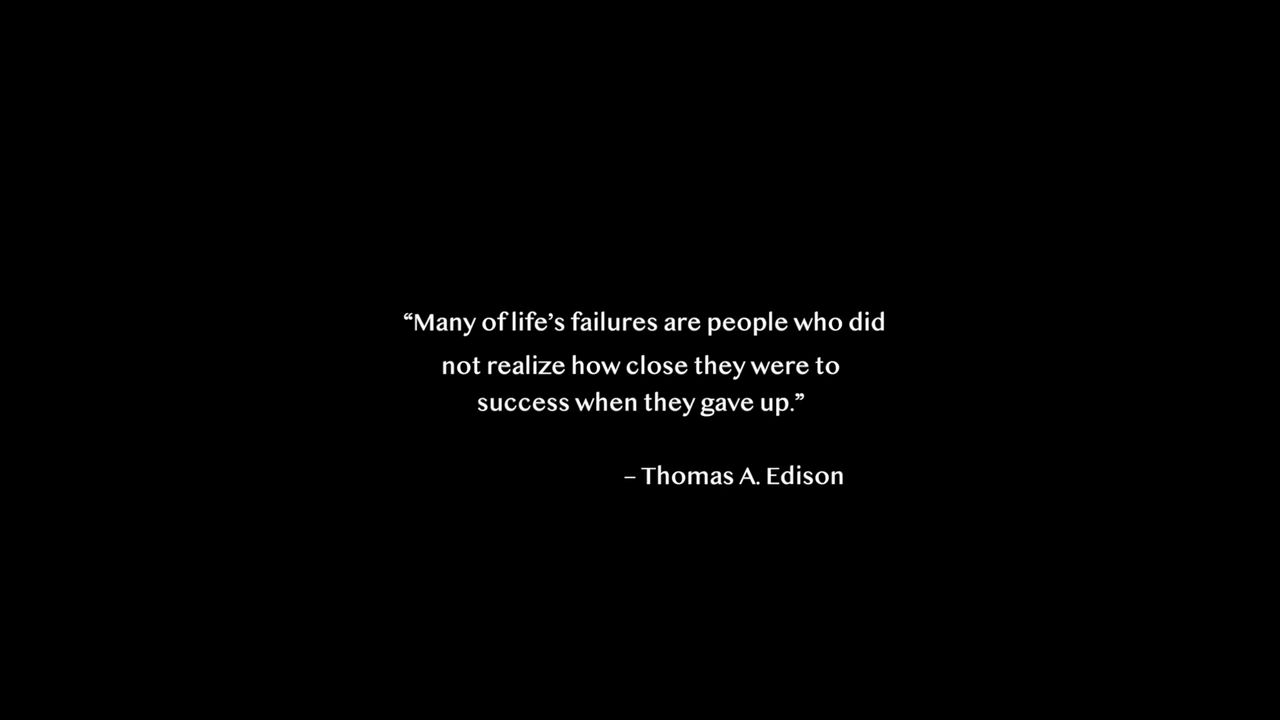 “Many of life’s failures are people who did
not realize how close they were to
success when they gave up.”
– Thomas A. Edison